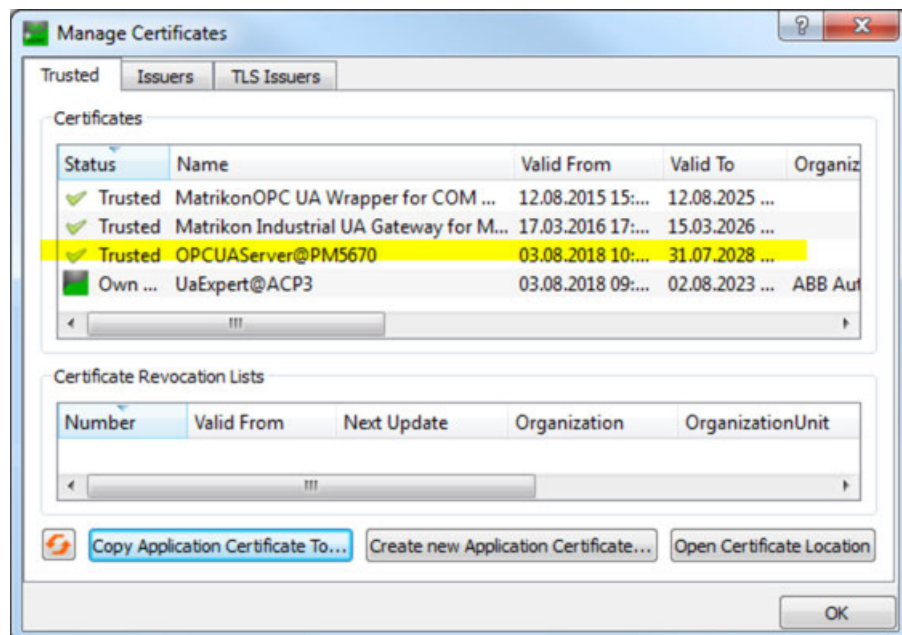 Manage Certificates
Trusted Issuers TLS Issuers
Certificates
Status Name Valid From Valid To Organiz
Trusted MatrikonOPC UA Wrapper for COM ... 12.08.2015 15:... 12.08.2025 ...
Trusted Matrikon Industrial UA Gateway for M... 17.03.2016 17:... 15.03.2026 ...
Trusted OPCUAServer@PM5670 03.08.2018 10:... 31.07.2028 ...
Own ... UaExpert@ACP3 03.08.2018 09:... 02.08.2023 ... ABB Aut
Certificate Revocation Lists
Number Valid From Next Update Organization OrganizationUnit
Copy Application Certificate To... Create new Application Certificate... Open Certificate Location
OK